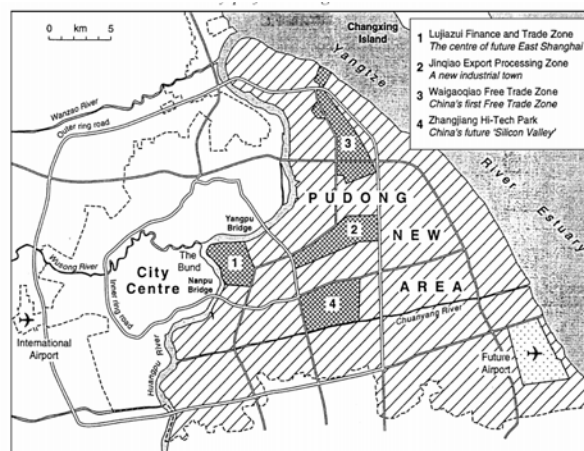 0
5
km
Changxing
Island
Yangtze
River
Estuary
1 Lujiazui Finance and Trade Zone
The centre of future East Shanghai
2 Jinqiao Export Processing Zone
A new industrial town
3 Waigaoqiao Free Trade Zone
China's first Free Trade Zone
4 Zhangjiang Hi-Tech Park
China's future 'Silicon Valley'
Wanzao River
Outer ring road
3
PUDONG
Yangpu
Bridge
2
NEW
Wusong River
The
Bund
1
City
Centre
Nanpu
Bridge
Inner ring road
4
AREA
Chuanyang River
International
Airport
Huangpu River
Future
Airport